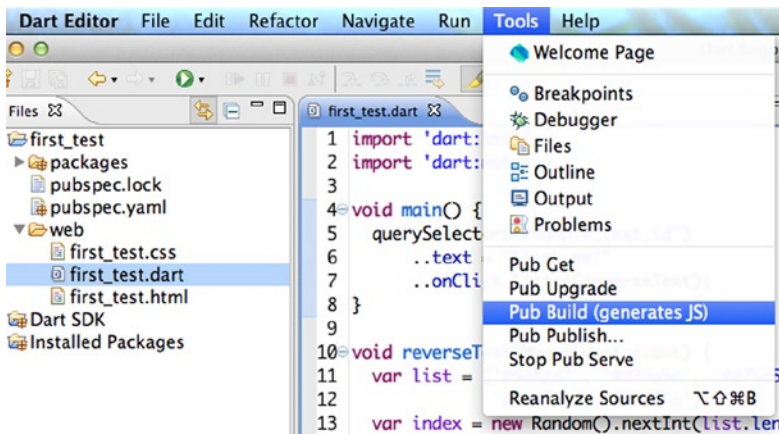 Dart Editor File Edit Refactor Navigate Run Tools Help
Welcome Page
Breakpoints
Debugger
Files
Outline
Output
Problems
Pub Get
Pub Upgrade
Pub Build (generates JS)
Pub Publish...
Stop Pub Serve
Reanalyze Sources ⌥⇧⌘B
Files
first_test
packages
pubspec.lock
pubspec.yaml
web
first_test.css
first_test.dart
first_test.html
Dart SDK
Installed Packages
first_test.dart
1 import 'dart:
2 import 'dart:
3
4 void main() {
5 querySelect
6 ..text =
7 ..onCli
8 }
9
10 void reverseT
11 var list =
12
13 var index = new Random().nextInt(list.len